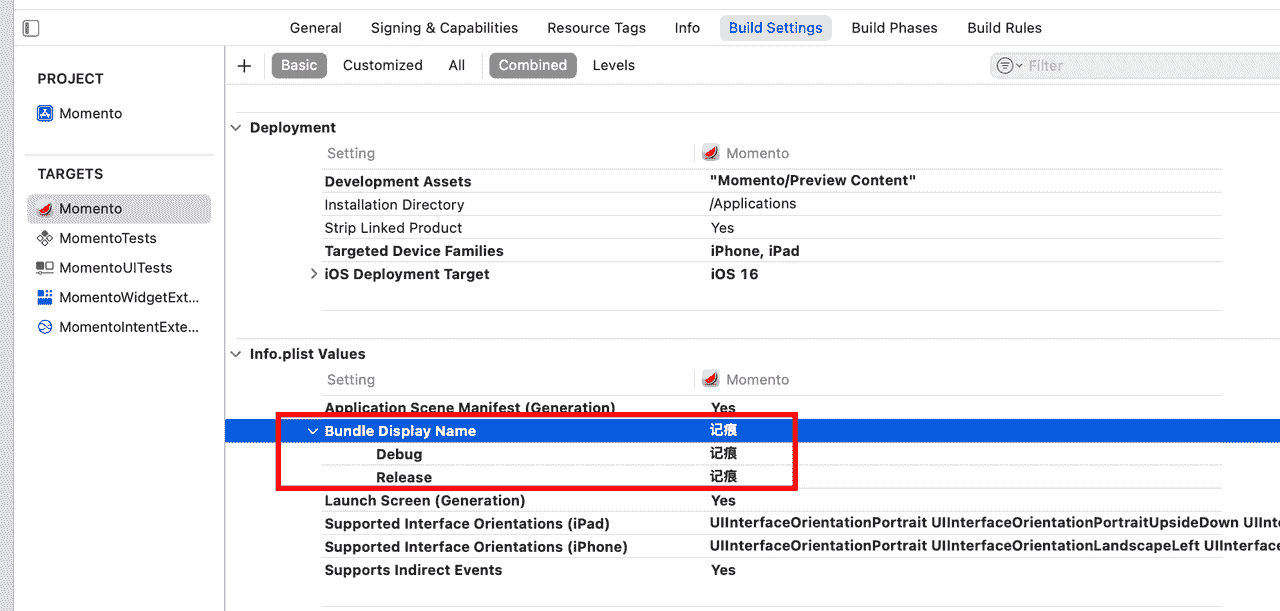 General Signing & Capabilities Resource Tags Info Build Settings Build Phases Build Rules
Basic Customized All Combined Levels Filter
PROJECT
Momento
TARGETS
Momento
MomentoTests
MomentoUITests
MomentoWidgetExt...
MomentoIntentExte...
Deployment
Setting Momento
Development Assets "Momento/Preview Content"
Installation Directory /Applications
Strip Linked Product Yes
Targeted Device Families iPhone, iPad
iOS Deployment Target iOS 16
Info.plist Values
Setting Momento
Application Scene Manifest (Generation) Yes
Bundle Display Name 记痕
Debug 记痕
Release 记痕
Launch Screen (Generation) Yes
Supported Interface Orientations (iPad) UIInterfaceOrientationPortrait UIInterfaceOrientationPortraitUpsideDown UIInte
Supported Interface Orientations (iPhone) UIInterfaceOrientationPortrait UIInterfaceOrientationLandscapeLeft UIInterface
Supports Indirect Events Yes